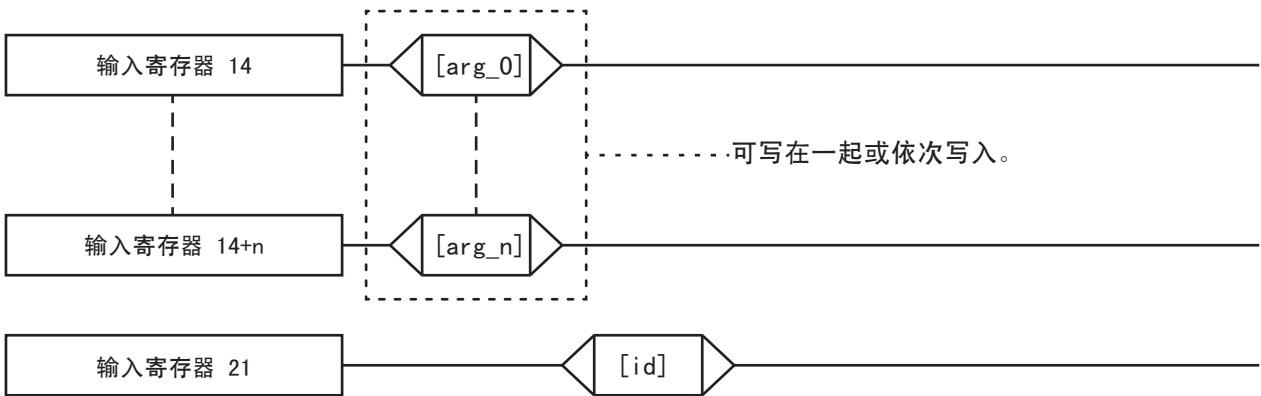 输入寄存器 14
[arg_0]
可写在一起或依次写入。
输入寄存器 14+n
[arg_n]
输入寄存器 21
[id]